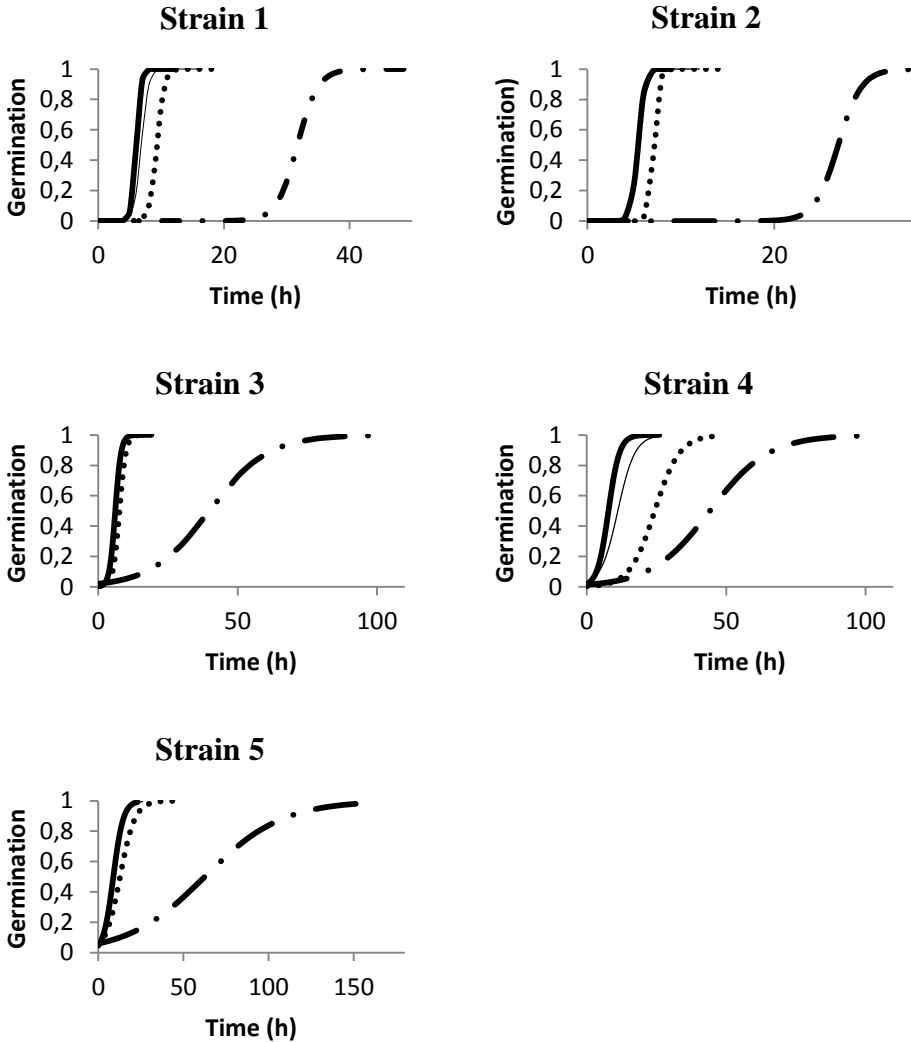 Strain 1
Germination
1
0,8
0,6
0,4
0,2
0
0 20 40
Time (h)
Strain 2
Germination)
1
0,8
0,6
0,4
0,2
0
0 20
Time (h)
Strain 3
Germination
1
0,8
0,6
0,4
0,2
0
0 50 100
Time (h)
Strain 4
Germination
1
0,8
0,6
0,4
0,2
0
0 50 100
Time (h)
Strain 5
Germination
1
0,8
0,6
0,4
0,2
0
0 50 100 150
Time (h)